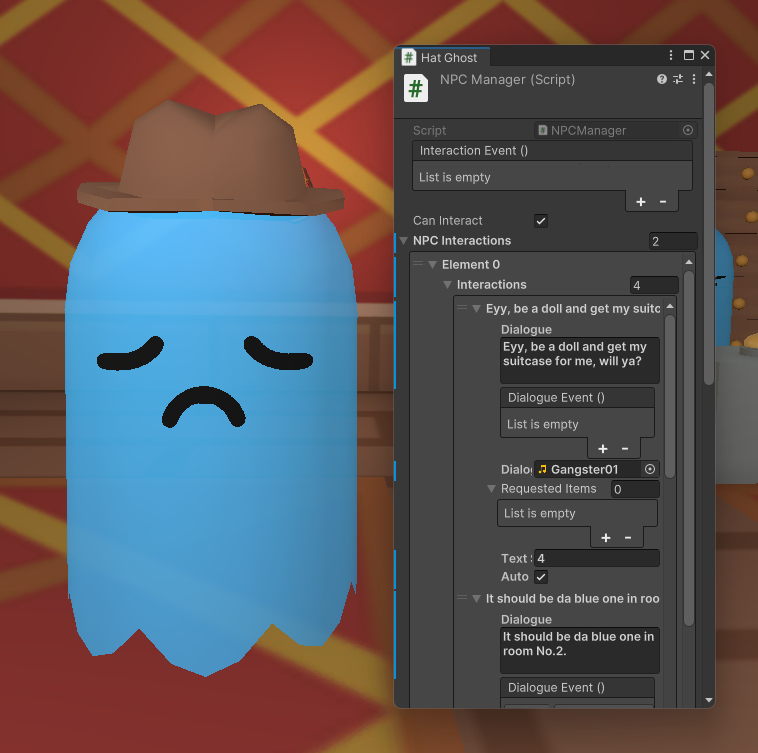 Hat Ghost
NPC Manager (Script)
Script NPCManager
Interaction Event ()
List is empty
+ -
Can Interact
NPC Interactions 2
Element 0
Interactions 4
Eyy, be a doll and get my suitc
Dialogue
Eyy, be a doll and get my
suitcase for me, will ya?
Dialogue Event ()
List is empty
+ -
Dialo Gangster01
Requested Items 0
List is empty
+ -
Text 4
Auto
It should be da blue one in roo
Dialogue
It should be da blue one in
room No.2.
Dialogue Event ()